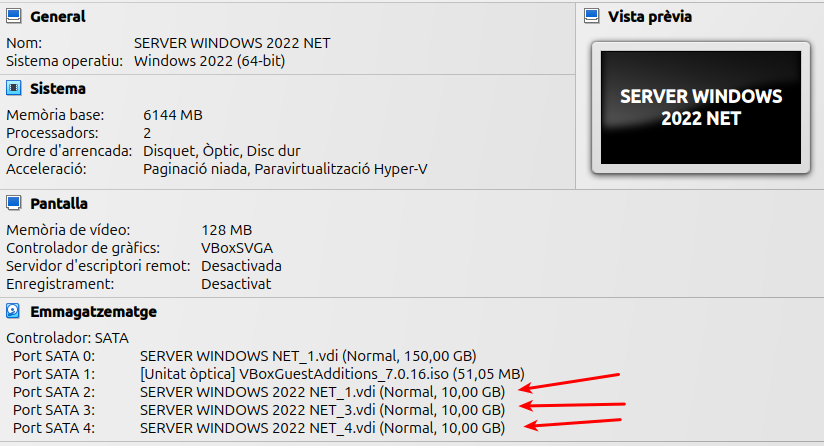 General
Nom: SERVER WINDOWS 2022 NET
Sistema operatiu: Windows 2022 (64-bit)
Sistema
Memòria base: 6144 MB
Processadors: 2
Ordre d'arrencada: Disquet, Òptic, Disc dur
Acceleració: Paginació niada, Paravirtualització Hyper-V
Vista prèvia
SERVER WINDOWS
2022 NET
Pantalla
Memòria de vídeo: 128 MB
Controlador de gràfics: VBoxSVGA
Servidor d'escriptori remot: Desactivada
Enregistrament: Desactivat
Emmagatzematge
Controlador: SATA
Port SATA 0: SERVER WINDOWS NET_1.vdi (Normal, 150,00 GB)
Port SATA 1: [Unitat òptica] VBoxGuestAdditions_7.0.16.iso (51,05 MB)
Port SATA 2: SERVER WINDOWS 2022 NET_1.vdi (Normal, 10,00 GB)
Port SATA 3: SERVER WINDOWS 2022 NET_3.vdi (Normal, 10,00 GB)
Port SATA 4: SERVER WINDOWS 2022 NET_4.vdi (Normal, 10,00 GB)